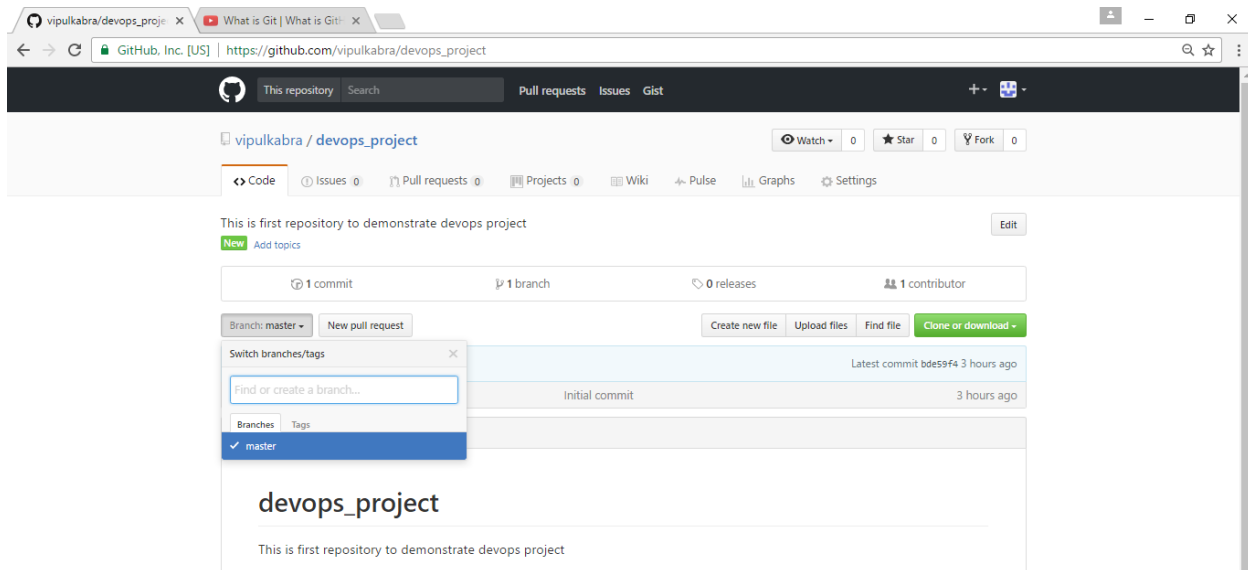 vipulkabra/devops_proje What is Git | What is Git
GitHub, Inc. [US] https://github.com/vipulkabra/devops_project
This repository Search Pull requests Issues Gist
vipulkabra / devops_project Watch 0 Star 0 Fork 0
Code Issues 0 Pull requests 0 Projects 0 Wiki Pulse Graphs Settings
This is first repository to demonstrate devops project Edit
New Add topics
1 commit 1 branch 0 releases 1 contributor
Branch: master New pull request Create new file Upload files Find file Clone or download
Switch branches/tags
Latest commit bde59f4 3 hours ago
Find or create a branch...
Initial commit 3 hours ago
Branches Tags
master
devops_project
This is first repository to demonstrate devops project